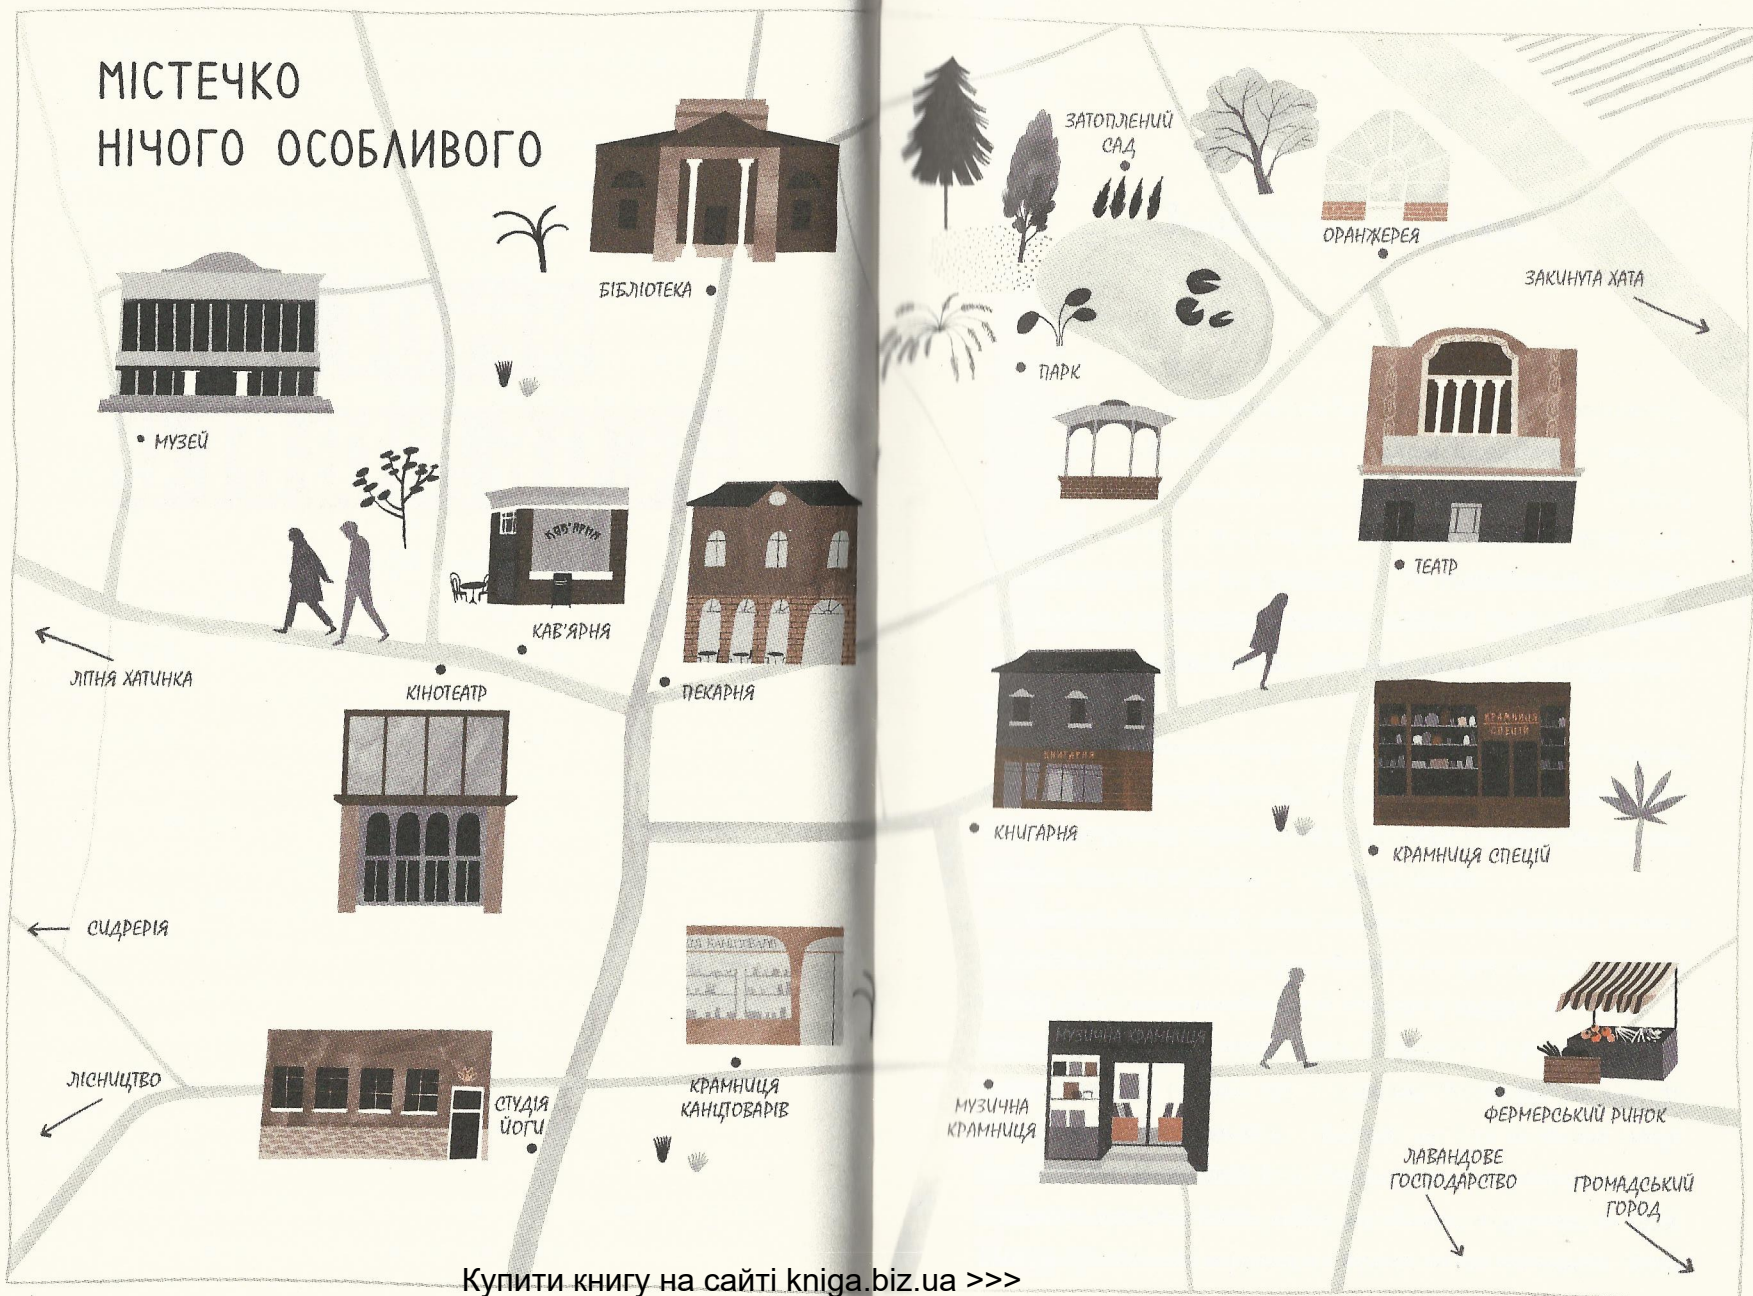 МІСТЕЧКО
НІЧОГО ОСОБЛИВОГО
БІБЛІОТЕКА
МУЗЕЙ
КАВ'ЯРНЯ
КАВ'ЯРНЯ
ЛІТНЯ ХАТИНКА
КІНОТЕАТР
ПЕКАРНЯ
СИДРЕРІЯ
ЛІСНИЦТВО
СТУДІЯ
ЙОГИ
КАНЦТОВАРИ
КРАМНИЦЯ
КАНЦТОВАРІВ
ЗАТОПЛЕНИЙ
САД
ОРАНЖЕРЕЯ
ЗАКИНУТА ХАТА
ПАРК
ТЕАТР
КНИГАРНЯ
КНИГАРНЯ
КРАМНИЦЯ
СПЕЦІЙ
КРАМНИЦЯ СПЕЦІЙ
МУЗИЧНА КРАМНИЦЯ
МУЗИЧНА
КРАМНИЦЯ
ФЕРМЕРСЬКИЙ РИНОК
ЛАВАНДОВЕ
ГОСПОДАРСТВО
ГРОМАДСЬКИЙ
ГОРОД
Купити книгу на сайті kniga.biz.ua >>>